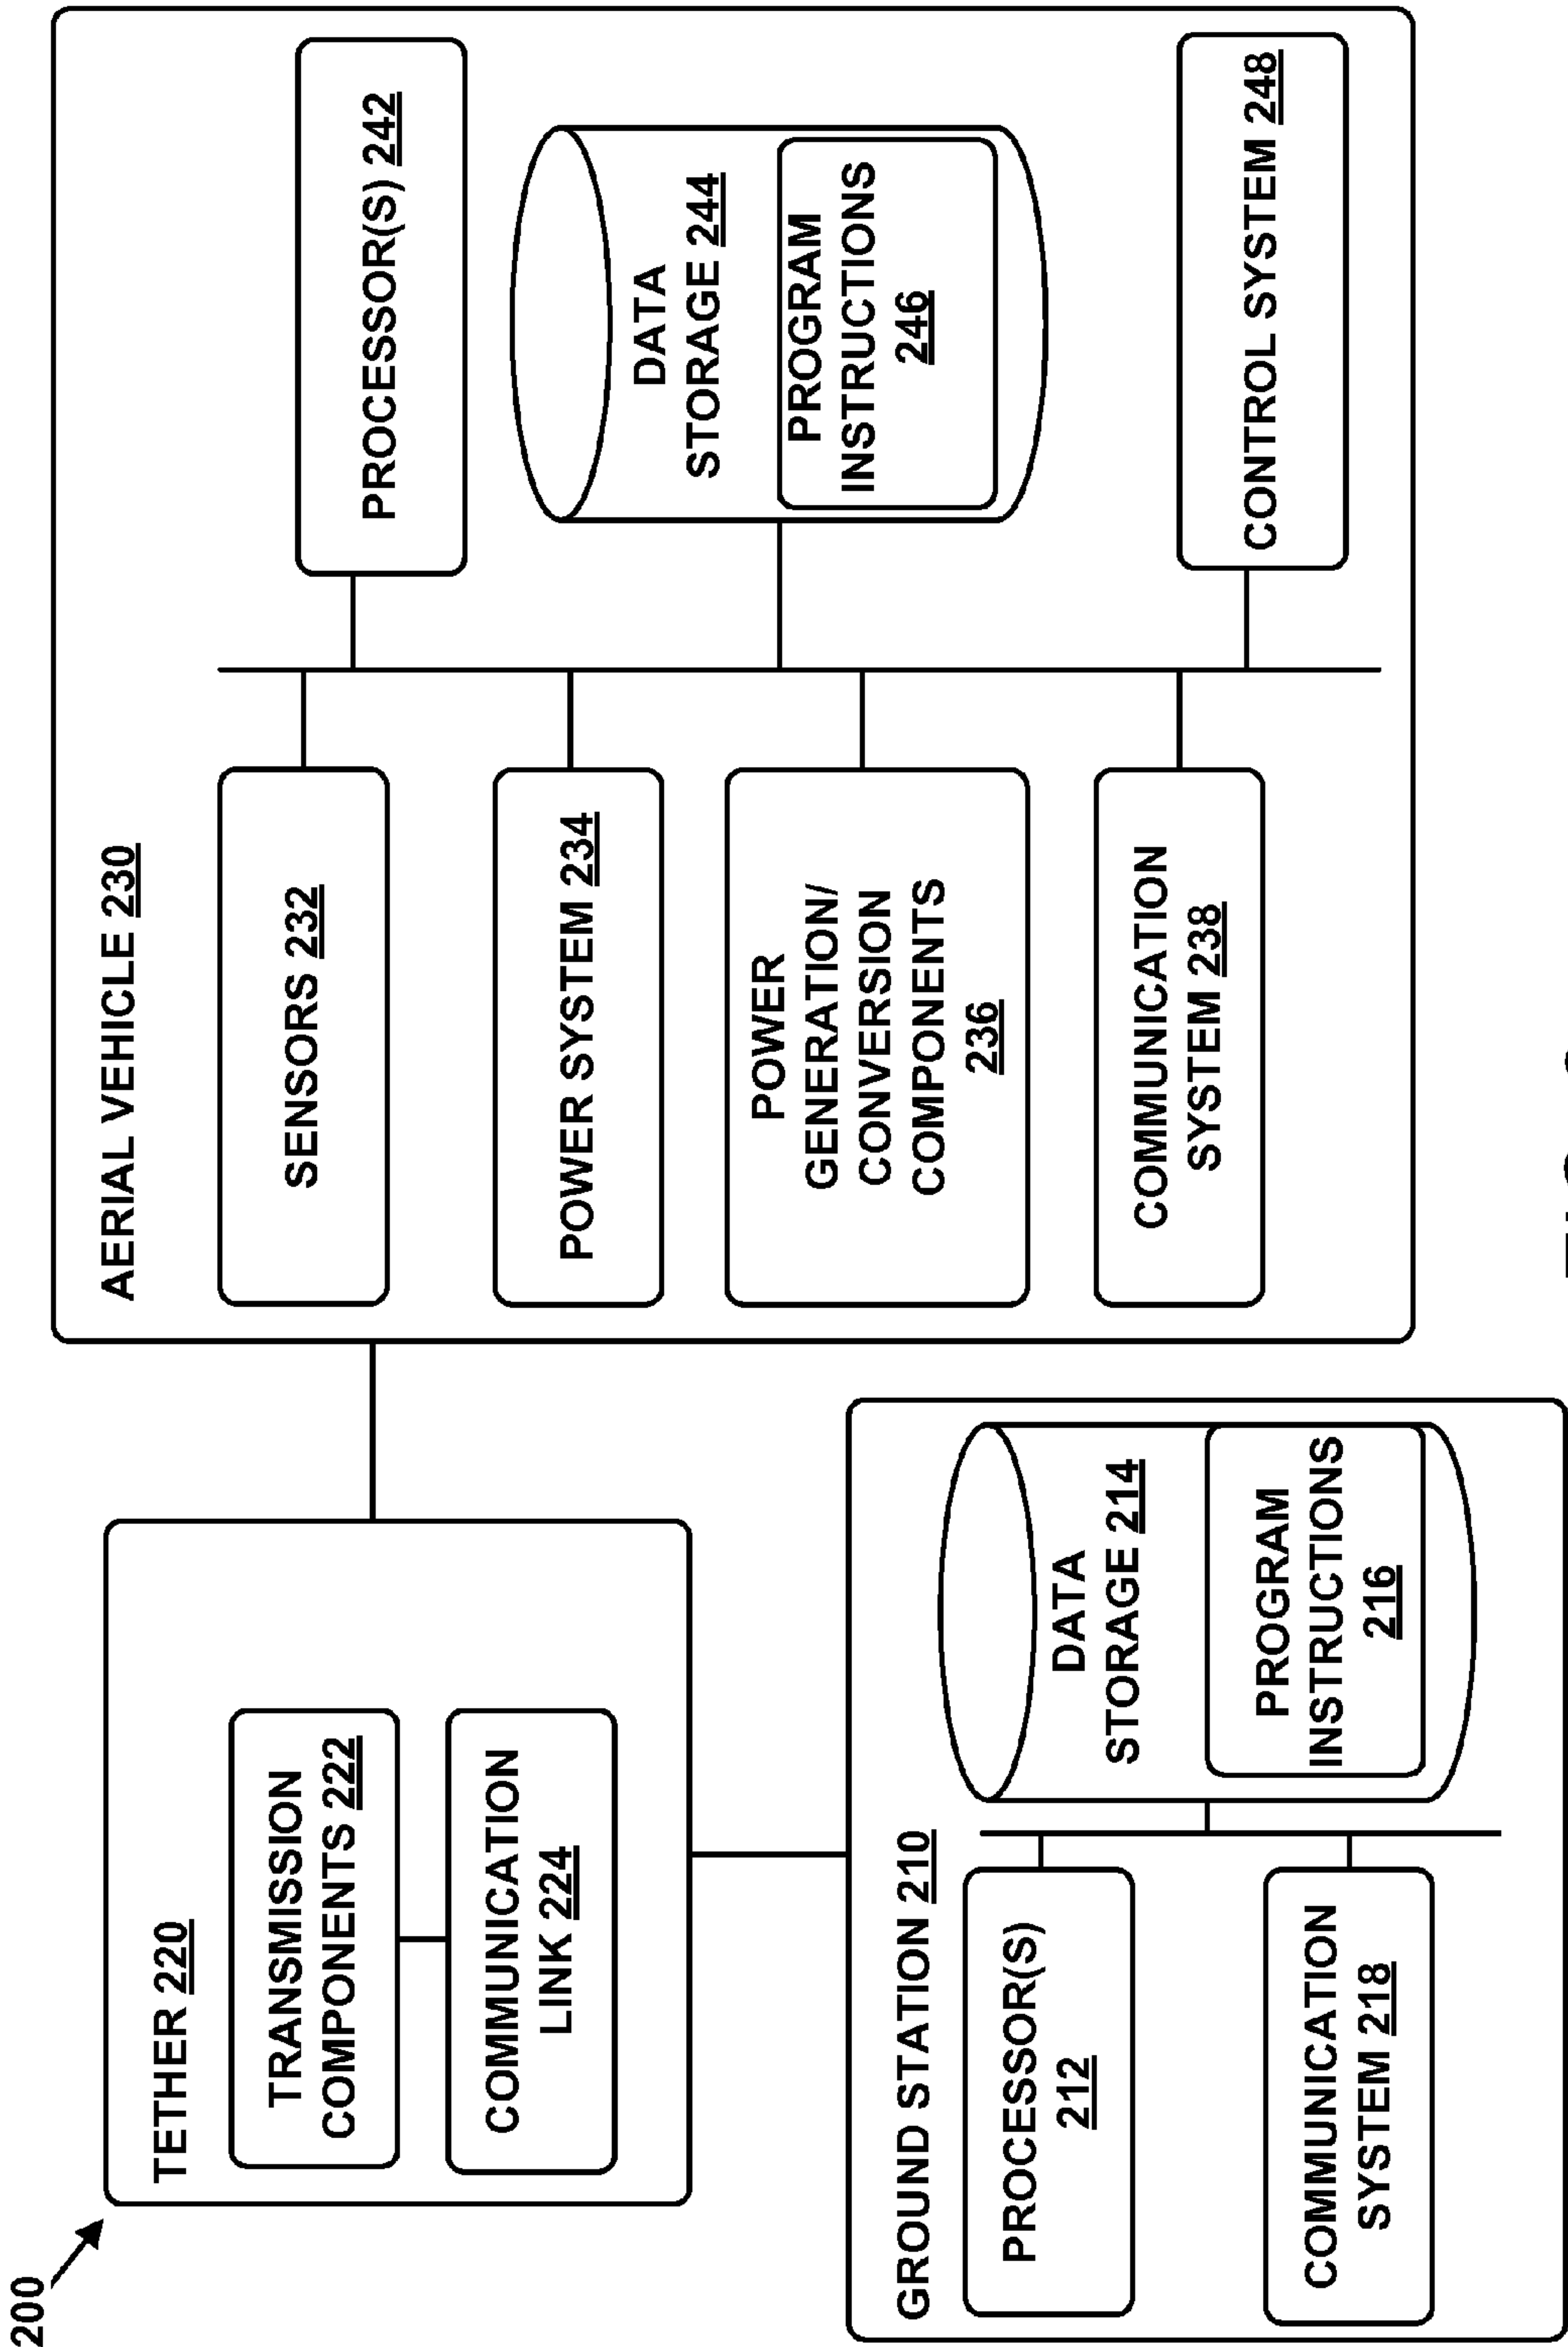 200
TETHER 220
TRANSMISSION
COMPONENTS 222
COMMUNICATION
LINK 224
GROUND STATION 210
PROCESSOR(S)
212
COMMUNICATION
SYSTEM 218
DATA
STORAGE 214
PROGRAM
INSTRUCTIONS
216
AERIAL VEHICLE 230
SENSORS 232
POWER SYSTEM 234
POWER
GENERATION/
CONVERSION
COMPONENTS
236
COMMUNICATION
SYSTEM 238
PROCESSOR(S) 242
DATA
STORAGE 244
PROGRAM
INSTRUCTIONS
246
CONTROL SYSTEM 248